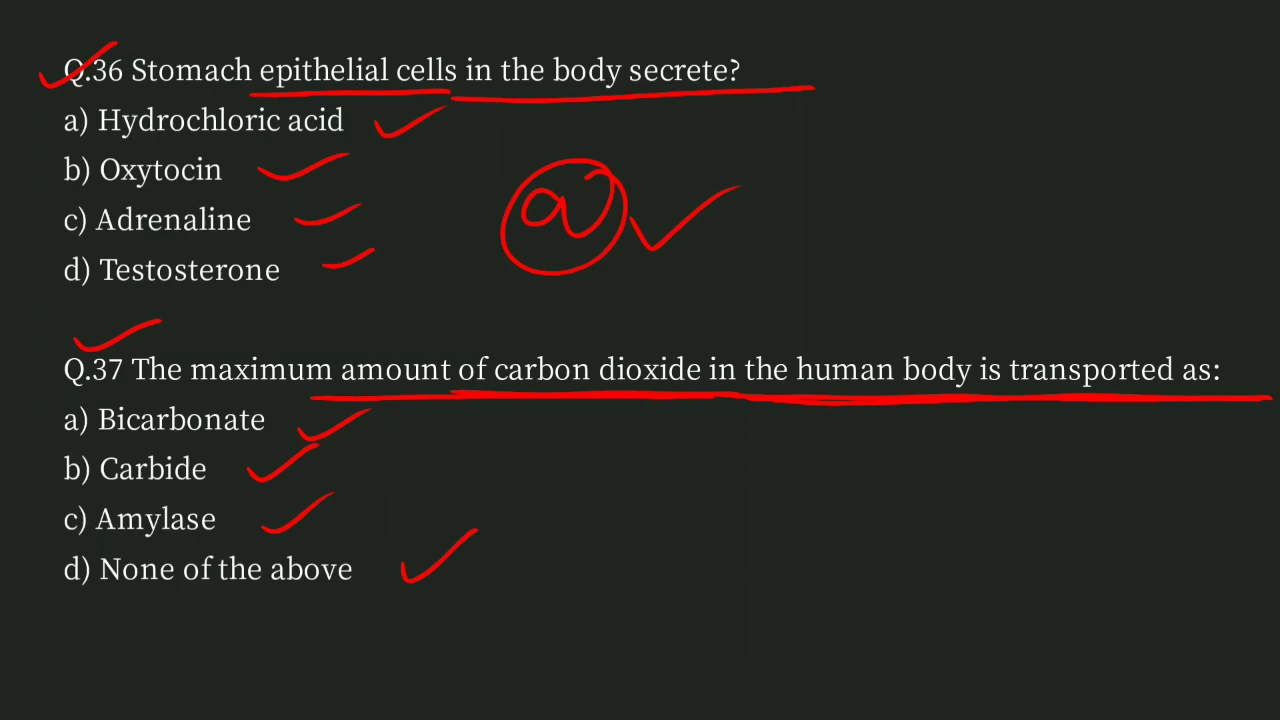 Q.36 Stomach epithelial cells in the body secrete?
a) Hydrochloric acid
b) Oxytocin
c) Adrenaline
d) Testosterone
a
Q.37 The maximum amount of carbon dioxide in the human body is transported as:
a) Bicarbonate
b) Carbide
c) Amylase
d) None of the above